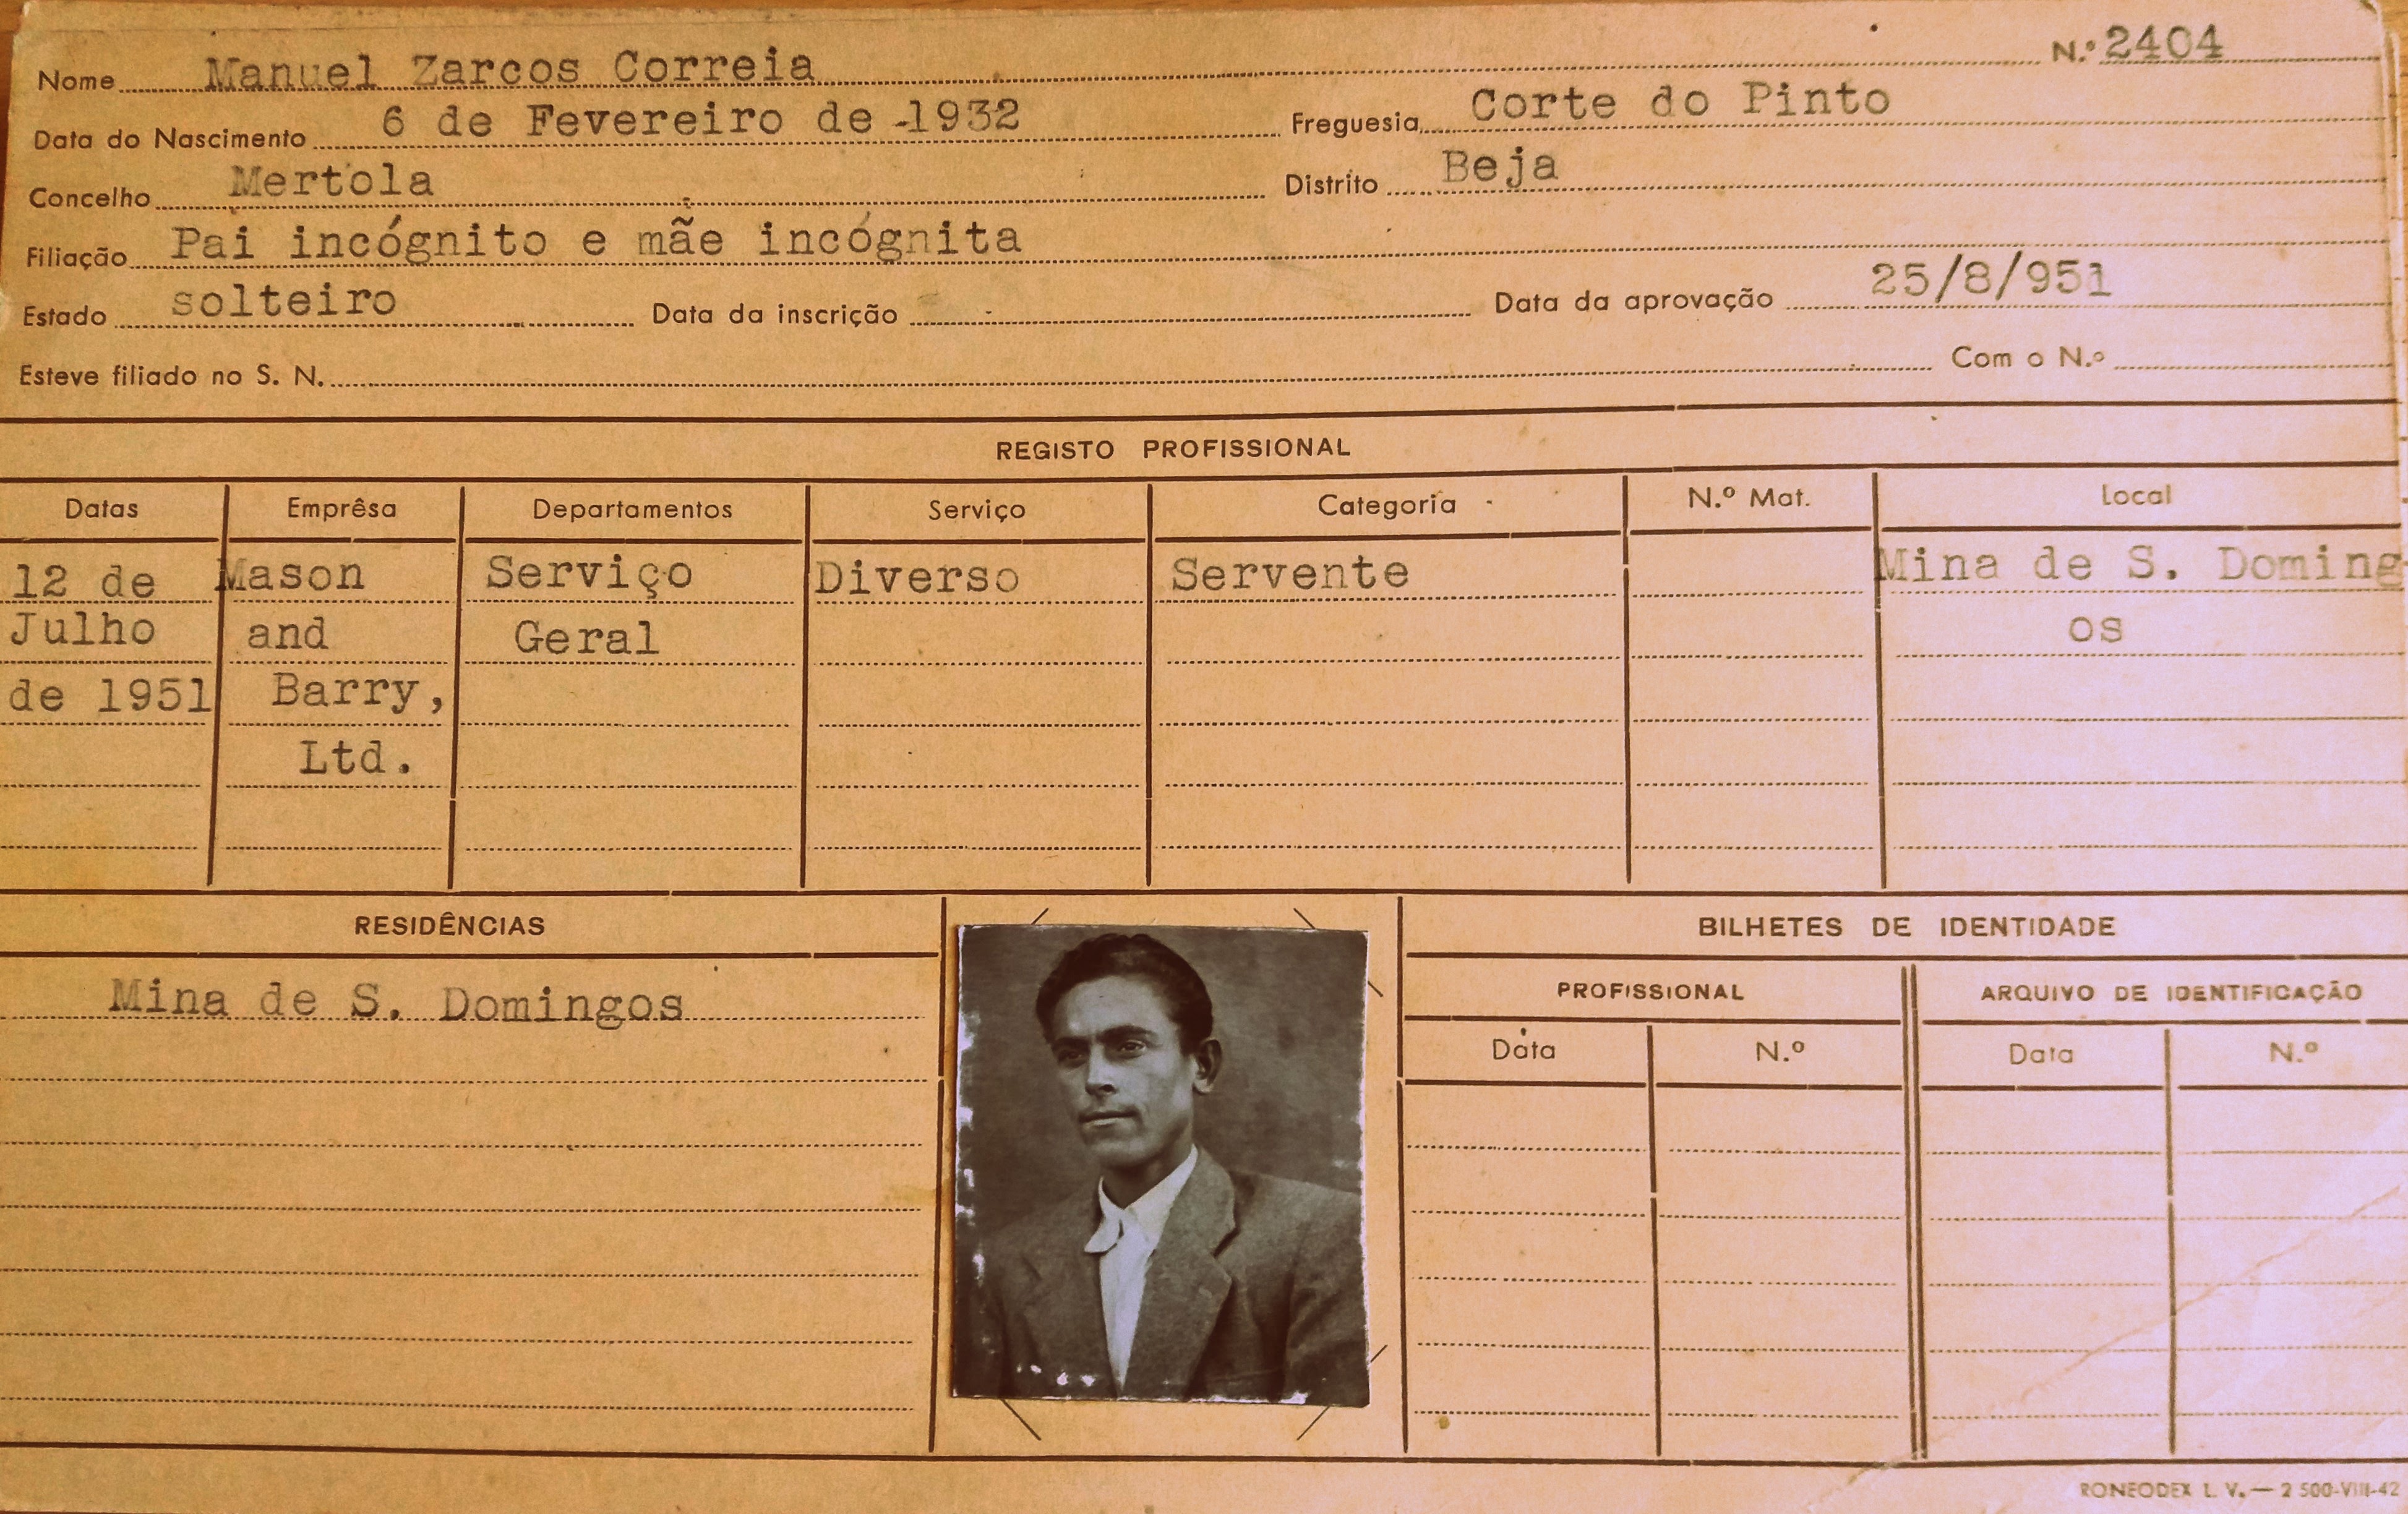 Nome Manuel Zarcos Correia N.º 2404
Data do Nascimento 6 de Fevereiro de 1932 Freguesia Corte do Pinto
Concelho Mertola Distrito Beja
Filiação Pai incógnito e mãe incógnita
Estado solteiro Data da inscrição Data da aprovação 25/8/951
Esteve filiado no S. N. Com o N.º
REGISTO PROFISSIONAL
Datas Emprêsa Departamentos Serviço Categoria N.º Mat. Local
12 de Mason Serviço Diverso Servente Mina de S. Doming
Julho and Geral os
de 1951 Barry,
Ltd.
RESIDÊNCIAS BILHETES DE IDENTIDADE
Mina de S. Domingos PROFISSIONAL ARQUIVO DE IDENTIFICAÇÃO
Data N.º Data N.º
RONEODEX L. V. — 2 500-VIII-42